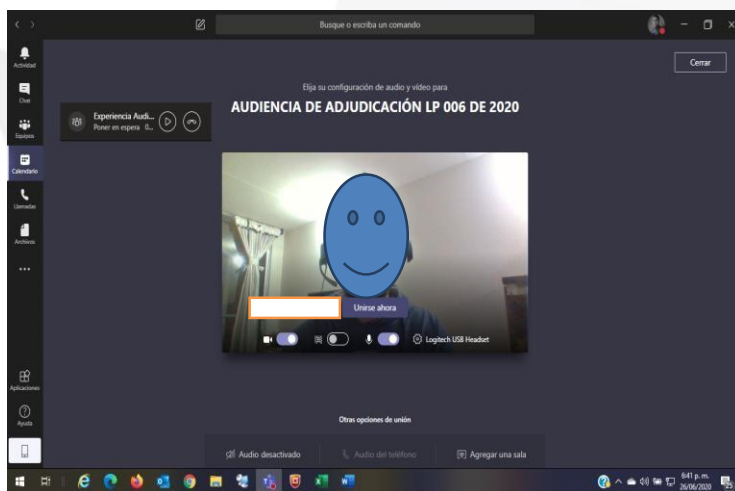 Busque o escriba un comando
Cerrar
Actividad
Chat
Equipos
Calendario
Llamadas
Archivos
Elija su configuración de audio y vídeo para
AUDIENCIA DE ADJUDICACIÓN LP 006 DE 2020
Experiencia Audi...
Poner en espera 0...
Unirse ahora
Logitech USB Headset
Otras opciones de unión
Audio desactivado
Audio del teléfono
Agregar una sala
Aplicaciones
Ayuda
6:41 p. m.
26/06/2020